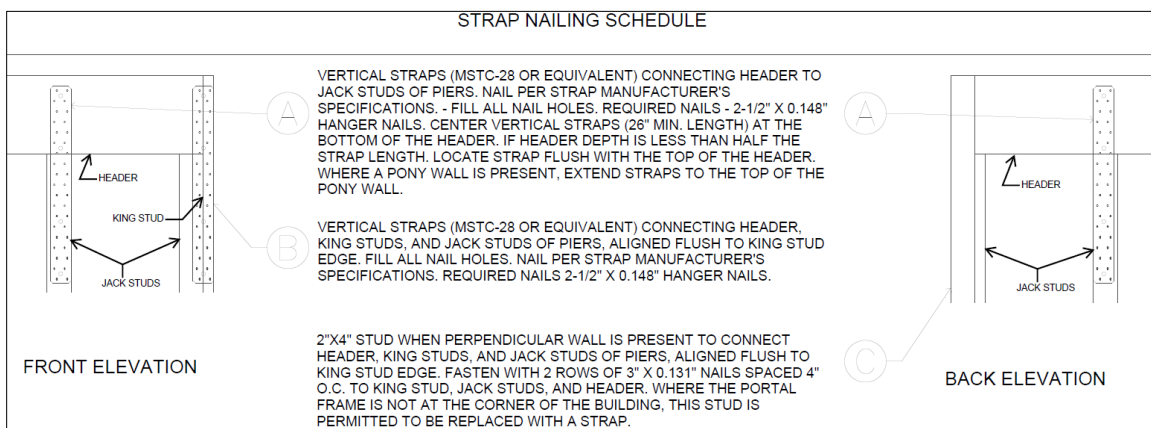 STRAP NAILING SCHEDULE
A
VERTICAL STRAPS (MSTC-28 OR EQUIVALENT) CONNECTING HEADER TO
JACK STUDS OF PIERS. NAIL PER STRAP MANUFACTURER'S
SPECIFICATIONS. - FILL ALL NAIL HOLES. REQUIRED NAILS - 2-1/2" X 0.148"
HANGER NAILS. CENTER VERTICAL STRAPS (26" MIN. LENGTH) AT THE
BOTTOM OF THE HEADER. IF HEADER DEPTH IS LESS THAN HALF THE
STRAP LENGTH. LOCATE STRAP FLUSH WITH THE TOP OF THE HEADER.
WHERE A PONY WALL IS PRESENT, EXTEND STRAPS TO THE TOP OF THE
PONY WALL.
A
HEADER
KING STUD
JACK STUDS
B
VERTICAL STRAPS (MSTC-28 OR EQUIVALENT) CONNECTING HEADER,
KING STUDS, AND JACK STUDS OF PIERS, ALIGNED FLUSH TO KING STUD
EDGE. FILL ALL NAIL HOLES. NAIL PER STRAP MANUFACTURER'S
SPECIFICATIONS. REQUIRED NAILS 2-1/2" X 0.148" HANGER NAILS.
HEADER
JACK STUDS
FRONT ELEVATION
2"X4" STUD WHEN PERPENDICULAR WALL IS PRESENT TO CONNECT
HEADER, KING STUDS, AND JACK STUDS OF PIERS, ALIGNED FLUSH TO
KING STUD EDGE. FASTEN WITH 2 ROWS OF 3" X 0.131" NAILS SPACED 4"
O.C. TO KING STUD, JACK STUDS, AND HEADER. WHERE THE PORTAL
FRAME IS NOT AT THE CORNER OF THE BUILDING, THIS STUD IS
PERMITTED TO BE REPLACED WITH A STRAP.
C
BACK ELEVATION